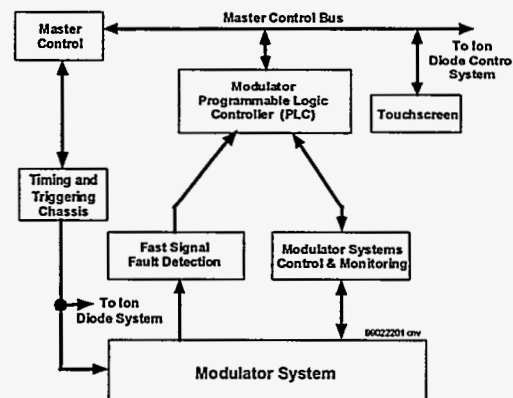 Master Control Bus
Master
Control
To Ion
Diode Control
System
Modulator
Programmable Logic
Controller (PLC)
Touchscreen
Timing and
Triggering
Chassis
Fast Signal
Fault Detection
Modulator Systems
Control & Monitoring
To Ion
Diode System
99022201 cnv
Modulator System